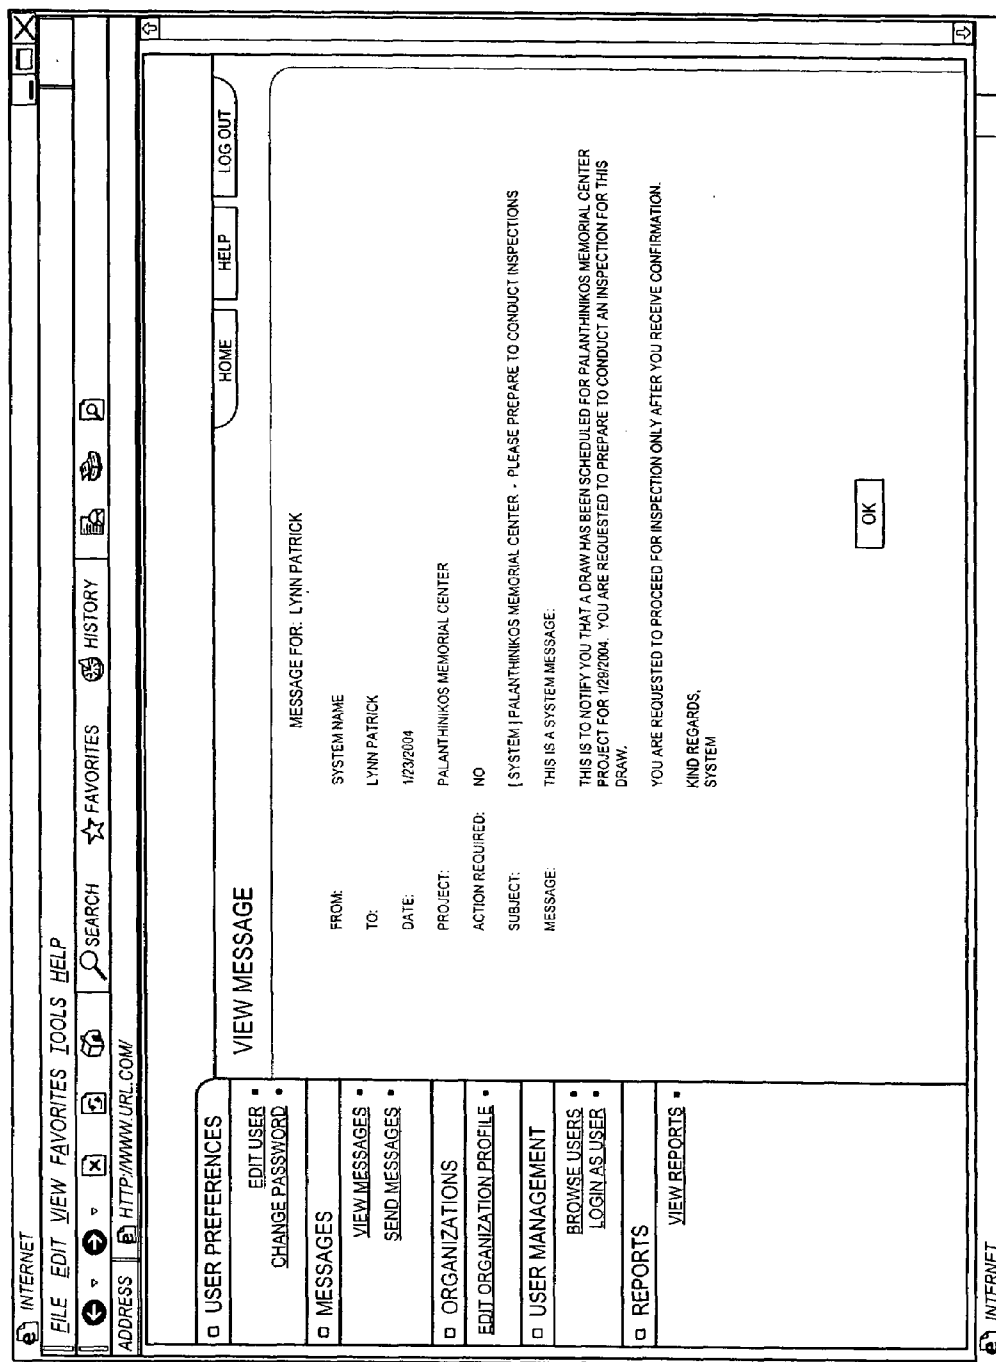 INTERNET
FILE EDIT VIEW FAVORITES TOOLS HELP
SEARCH FAVORITES HISTORY
ADDRESS HTTP://WWW.URL.COM/
HOME HELP LOG OUT
USER PREFERENCES
EDIT USER
CHANGE PASSWORD
MESSAGES
VIEW MESSAGES
SEND MESSAGES
ORGANIZATIONS
EDIT ORGANIZATION PROFILE
USER MANAGEMENT
BROWSE USERS
LOGIN AS USER
REPORTS
VIEW REPORTS
VIEW MESSAGE
MESSAGE FOR: LYNN PATRICK
FROM: SYSTEM NAME
TO: LYNN PATRICK
DATE: 1/23/2004
PROJECT: PALANTHINIKOS MEMORIAL CENTER
ACTION REQUIRED: NO
SUBJECT: [ SYSTEM ] PALANTHINIKOS MEMORIAL CENTER - PLEASE PREPARE TO CONDUCT INSPECTIONS
MESSAGE: THIS IS A SYSTEM MESSAGE:
THIS IS TO NOTIFY YOU THAT A DRAW HAS BEEN SCHEDULED FOR PALANTHINIKOS MEMORIAL CENTER
PROJECT FOR 1/29/2004. YOU ARE REQUESTED TO PREPARE TO CONDUCT AN INSPECTION FOR THIS
DRAW.
YOU ARE REQUESTED TO PROCEED FOR INSPECTION ONLY AFTER YOU RECEIVE CONFIRMATION.
KIND REGARDS,
SYSTEM
OK
INTERNET